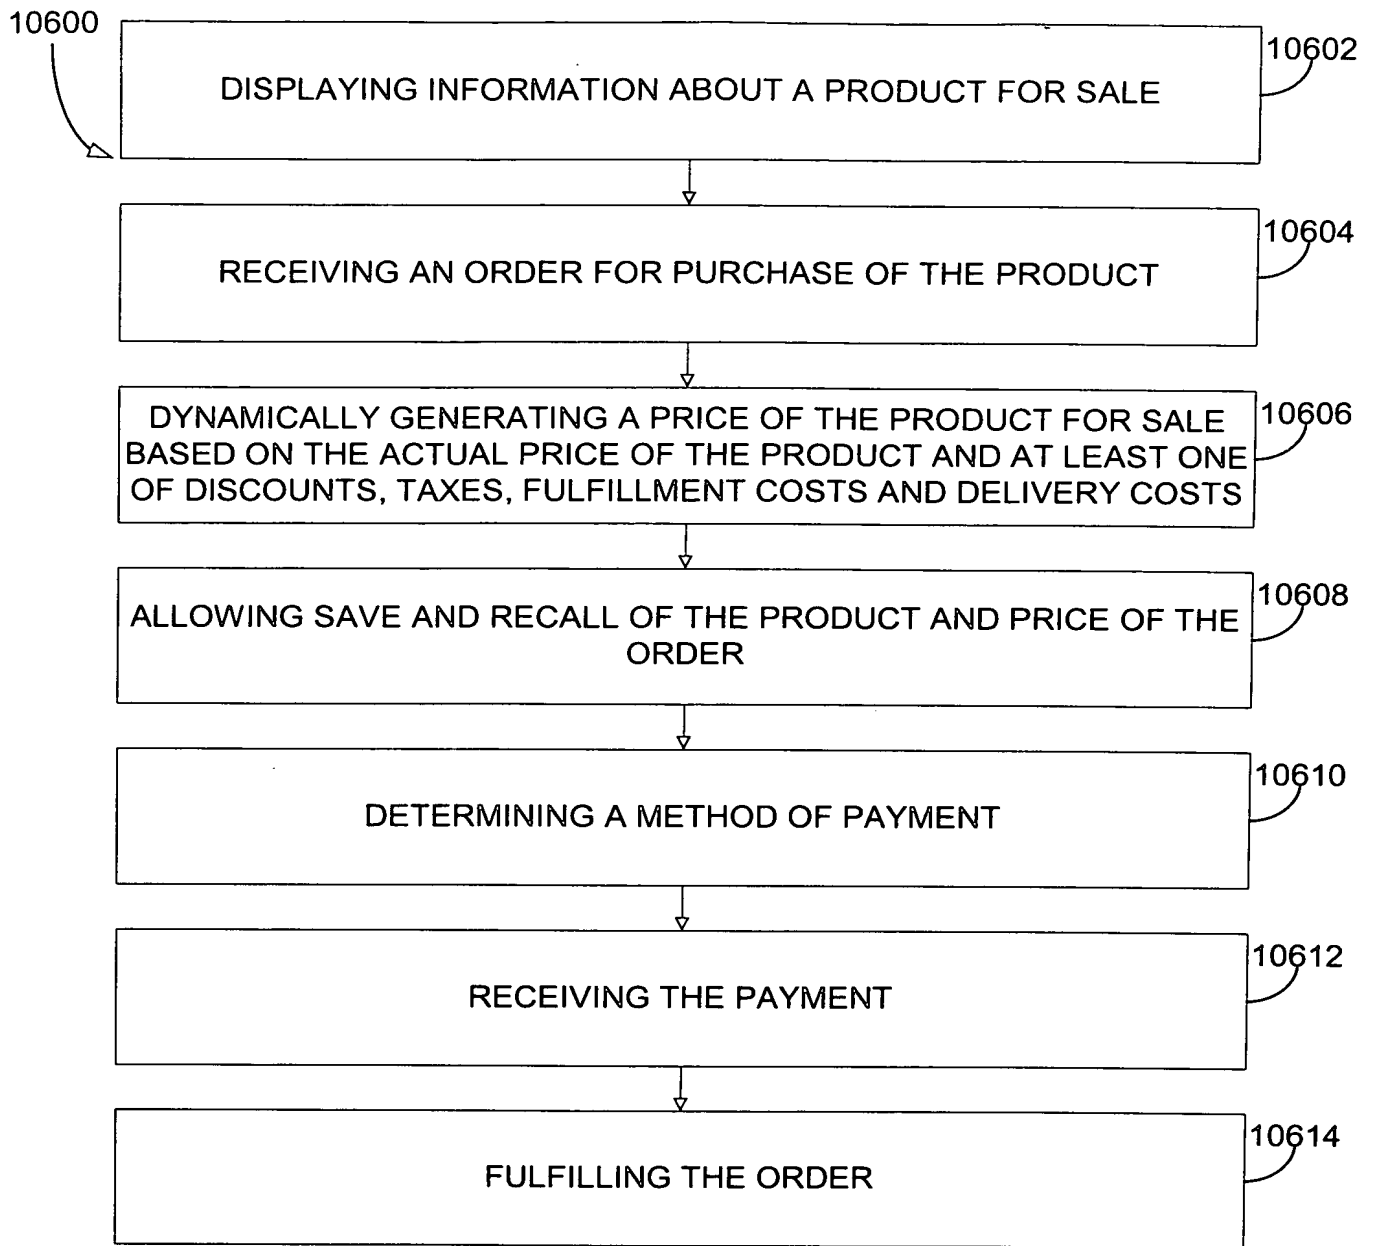 10600
10602
DISPLAYING INFORMATION ABOUT A PRODUCT FOR SALE
10604
RECEIVING AN ORDER FOR PURCHASE OF THE PRODUCT
10606
DYNAMICALLY GENERATING A PRICE OF THE PRODUCT FOR SALE
BASED ON THE ACTUAL PRICE OF THE PRODUCT AND AT LEAST ONE
OF DISCOUNTS, TAXES, FULFILLMENT COSTS AND DELIVERY COSTS
10608
ALLOWING SAVE AND RECALL OF THE PRODUCT AND PRICE OF THE
ORDER
10610
DETERMINING A METHOD OF PAYMENT
10612
RECEIVING THE PAYMENT
10614
FULFILLING THE ORDER